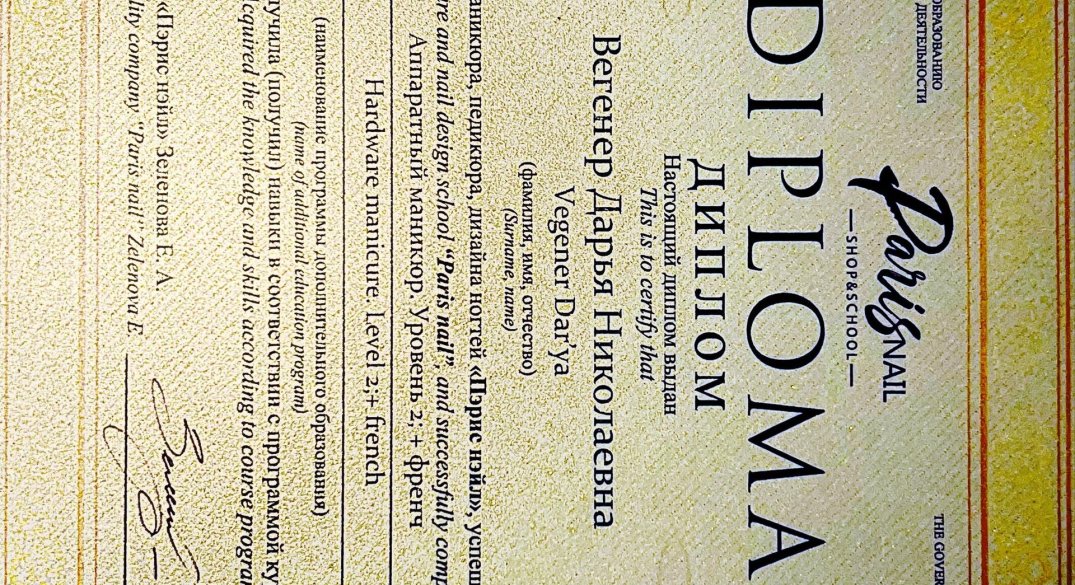 ОБРАЗОВАНИЮ
ДЕЯТЕЛЬНОСТИ
THE GOVER
Paris NAIL
—SHOP&SCHOOL—
DIPLOMA
ДИПЛОМ
Настоящий диплом выдан
This is to certify that
Вегенер Дарья Николаевна
Vegener Dar'ya
(фамилия, имя, отчество)
(Surname, name)
аникюра, педикюра, дизайна ногтей «Пэрис нэйл», успеш
re and nail design school "Paris nail", and successfully comp
Аппаратный маникюр. Уровень 2; + френч
Hardware manicure. Level 2;+ french
(наименование программы дополнительного образования)
(name of additional education program)
лучила (получил) навыки в соответствии с программой ку
acquired the knowledge and skills according to course program
«Пэрис нэйл» Зеленова Е. А.
lity company "Paris nail" Zelenova E